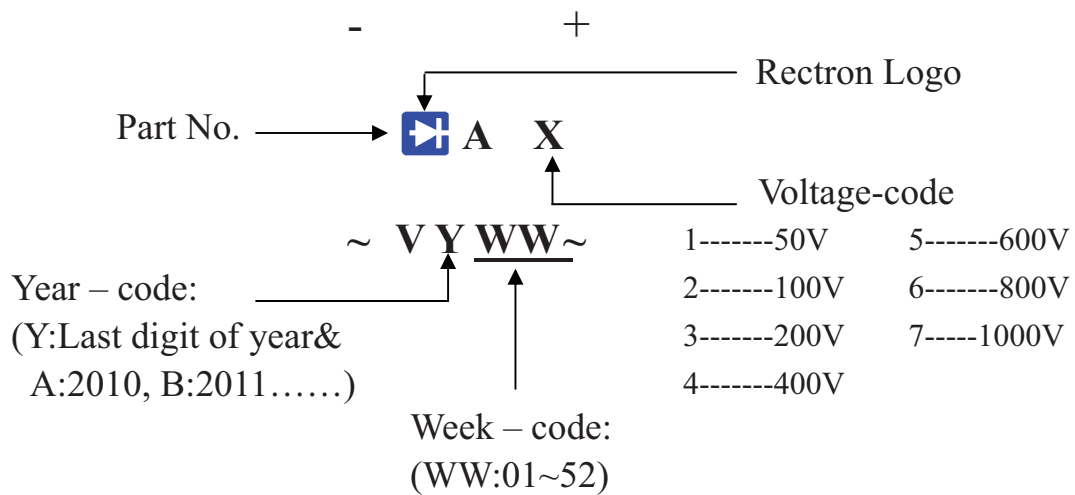 - +
Rectron Logo
Part No. A X
Voltage-code
~ V Y WW~
1-------50V 5-------600V
2-------100V 6-------800V
3-------200V 7-----1000V
4-------400V
Year – code:
(Y:Last digit of year&
A:2010, B:2011……)
Week – code:
(WW:01~52)